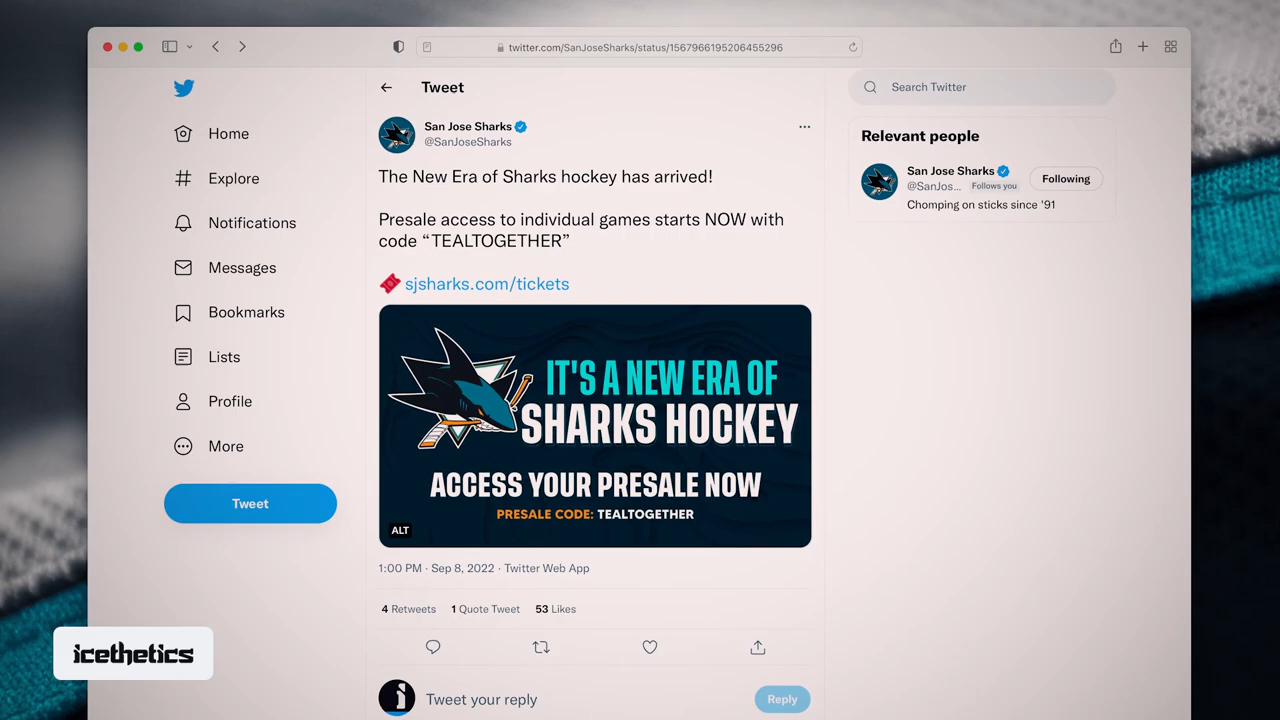 twitter.com/SanJoseSharks/status/1567966195206455296
Home
Explore
Notifications
Messages
Bookmarks
Lists
Profile
More
Tweet
Tweet
San Jose Sharks
@SanJoseSharks
The New Era of Sharks hockey has arrived!
Presale access to individual games starts NOW with
code “TEALTOGETHER”
sjsharks.com/tickets
IT'S A NEW ERA OF
SHARKS HOCKEY
ACCESS YOUR PRESALE NOW
PRESALE CODE: TEALTOGETHER
ALT
1:00 PM · Sep 8, 2022 · Twitter Web App
4 Retweets 1 Quote Tweet 53 Likes
Tweet your reply
Reply
Search Twitter
Relevant people
San Jose Sharks
@SanJos... Follows you
Following
Chomping on sticks since '91
icethetics